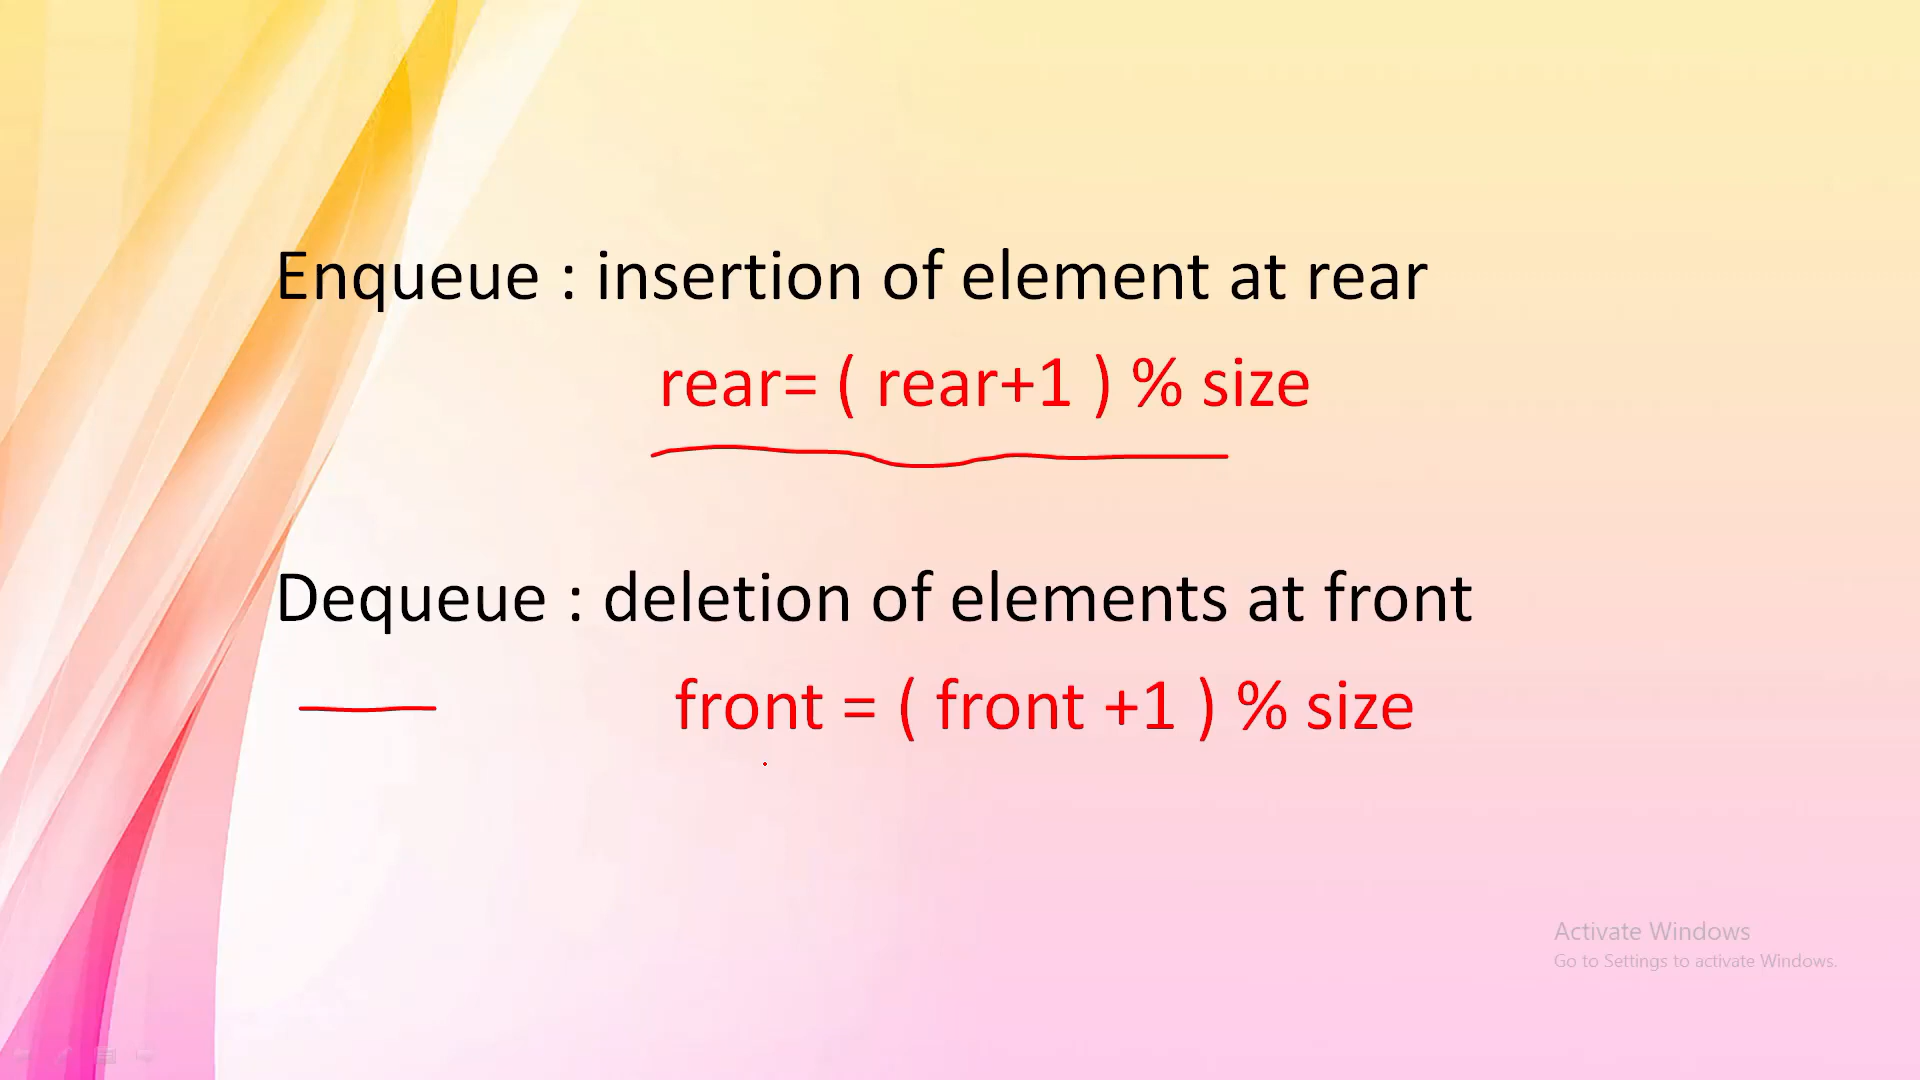 Enqueue : insertion of element at rear
rear= ( rear+1 ) % size
Dequeue : deletion of elements at front
front = ( front +1 ) % size
Activate Windows
Go to Settings to activate Windows.